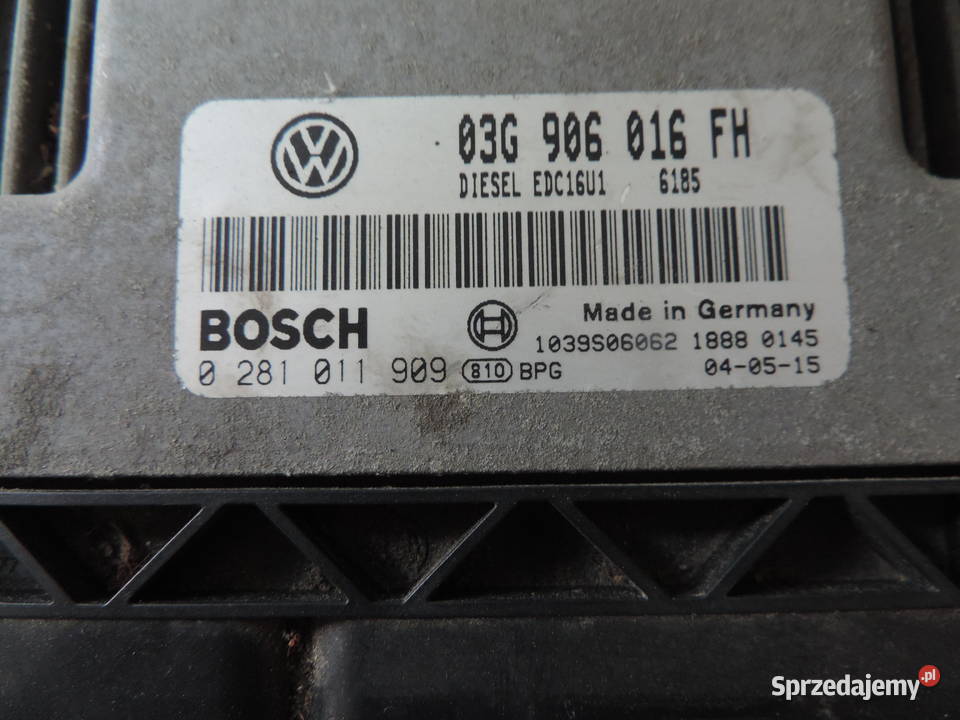 03G 906 016 FH
DIESEL EDC16U1 6185
BOSCH
Made in Germany
1039S06062 1888 0145
0 281 011 909 810 BPG 04-05-15
Sprzedajemy.pl